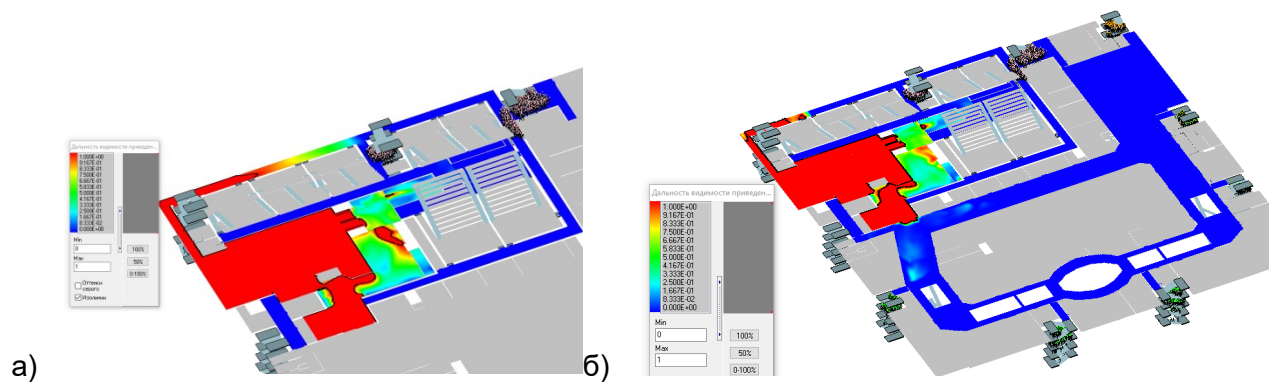 Дальность видимости приведен...
1.000E+00
9.167E-01
8.333E-01
7.500E-01
6.667E-01
5.833E-01
5.000E-01
4.167E-01
3.333E-01
2.500E-01
1.667E-01
8.333E-02
0.000E+00
Min
0
Max
1
100%
50%
0-100%
Оттенки
серого
Изолинии
а)
Дальность видимости приведен...
1.000E+00
9.167E-01
8.333E-01
7.500E-01
6.667E-01
5.833E-01
5.000E-01
4.167E-01
3.333E-01
2.500E-01
1.667E-01
8.333E-02
0.000E+00
Min
0
Max
1
100%
50%
0-100%
б)